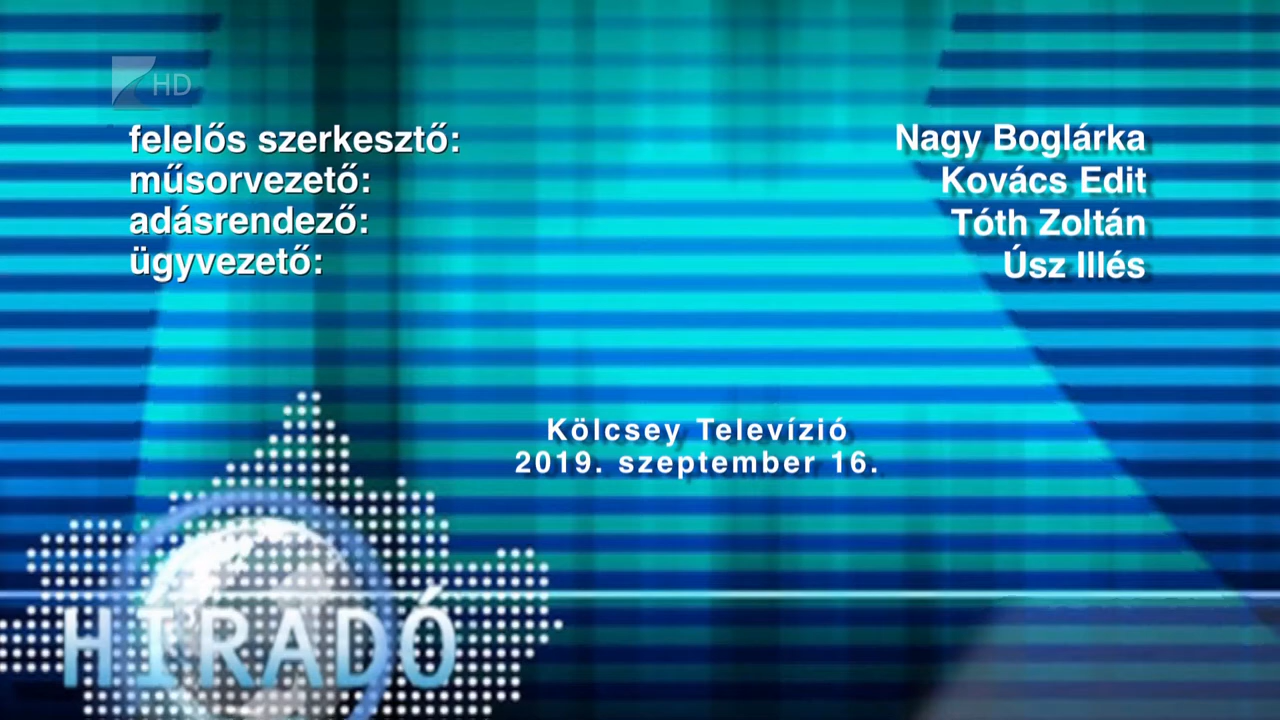 HD
felelős szerkesztő: Nagy Boglárka
műsorvezető: Kovács Edit
adásrendező: Tóth Zoltán
ügyvezető: Úsz Illés
Kölcsey Televízió
2019. szeptember 16.
HIRADÓ